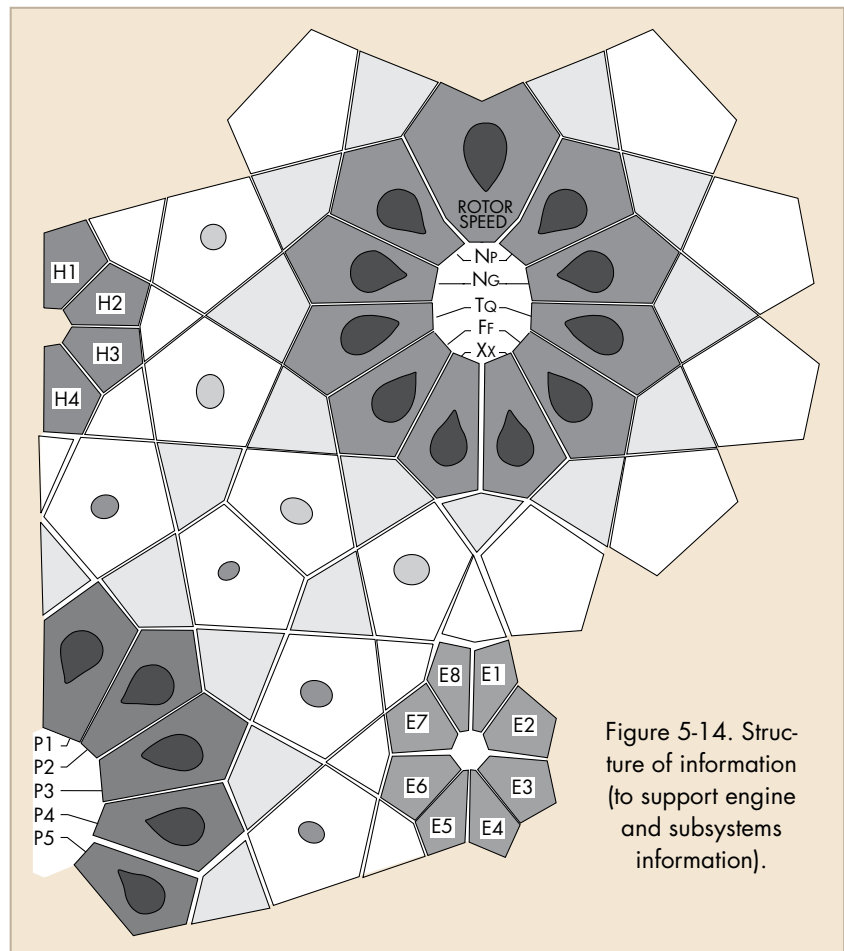 ROTOR
SPEED
NP
NG
TQ
FF
XX
H1
H2
H3
H4
E8
E1
E7
E2
E6
E3
E5
E4
P1
P2
P3
P4
P5
Figure 5-14. Struc-
ture of information
(to support engine
and subsystems
information).